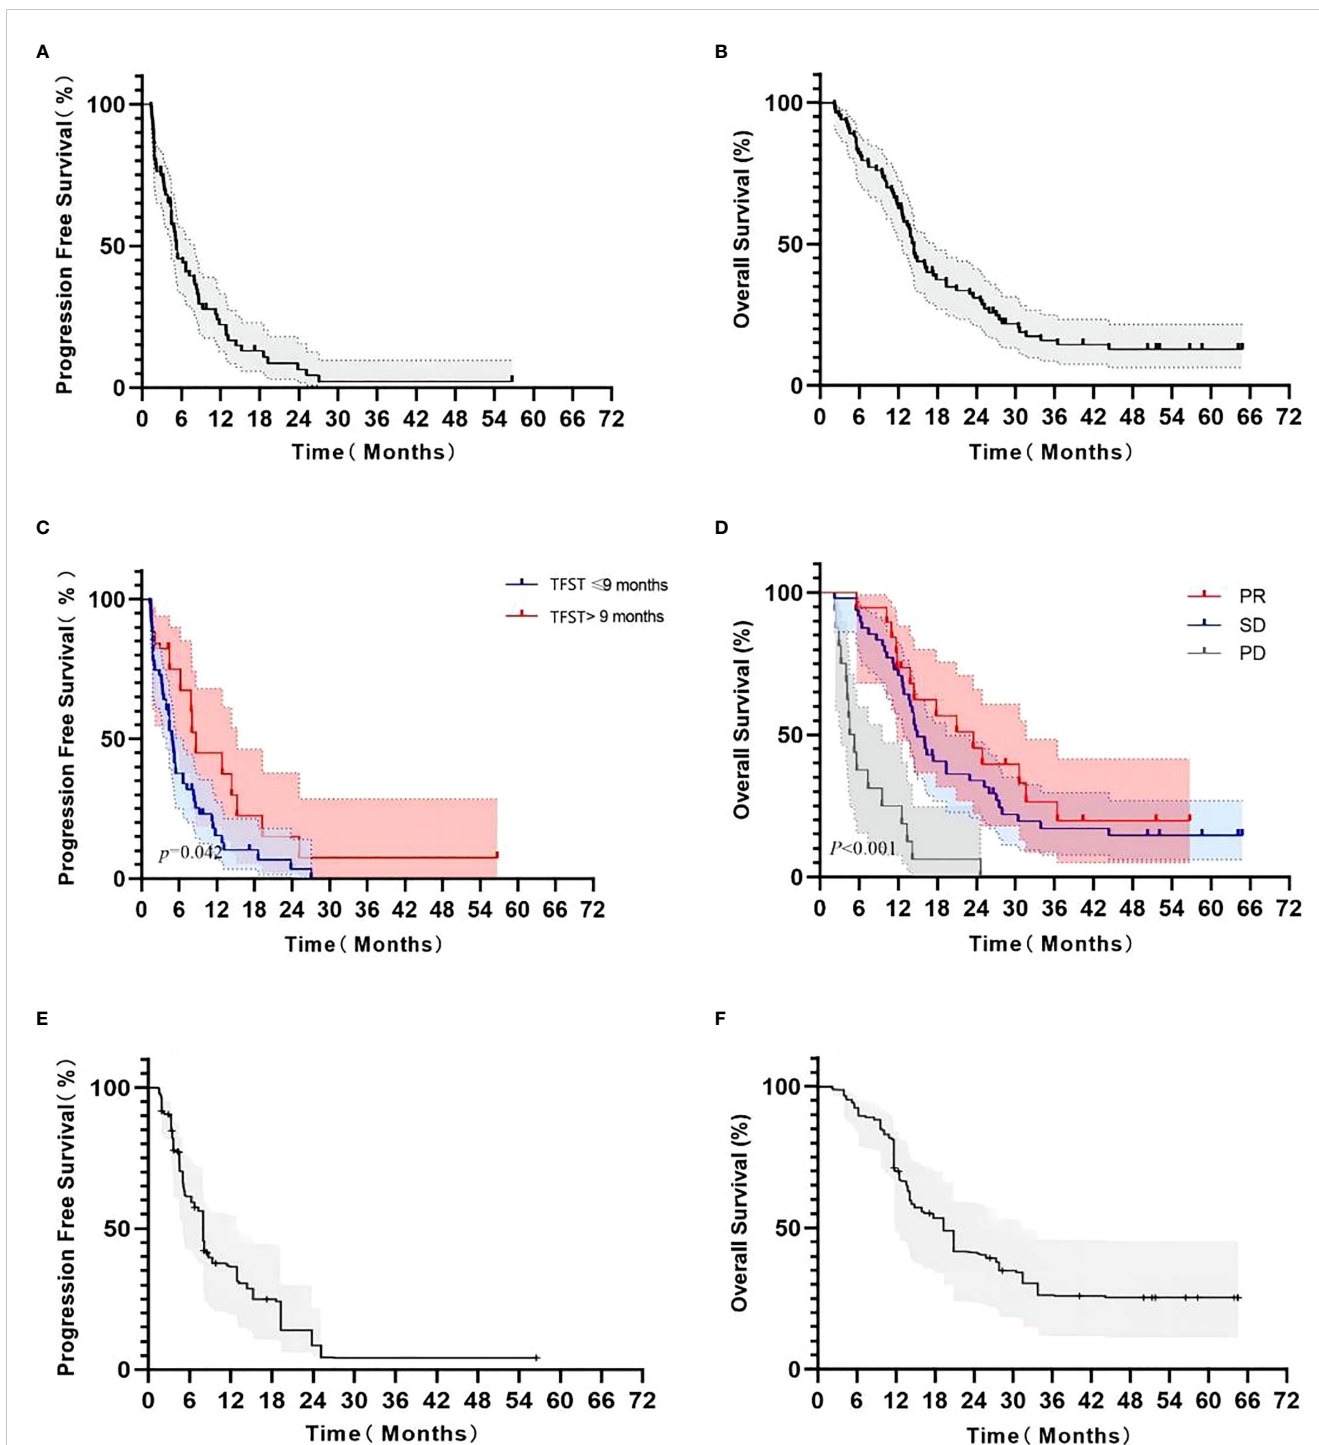 A
Progression Free Survival( %)
100
50
0
0 6 12 18 24 30 36 42 48 54 60 66 72
Time( Months)
B
Overall Survival (%)
100
50
0
0 6 12 18 24 30 36 42 48 54 60 66 72
Time( Months)
C
Progression Free Survival( %)
100
50
0
TFST ≤9 months
TFST> 9 months
p=0.042
0 6 12 18 24 30 36 42 48 54 60 66 72
Time( Months)
D
Overall Survival (%)
100
50
0
PR
SD
PD
P<0.001
0 6 12 18 24 30 36 42 48 54 60 66 72
Time( Months)
E
Progression Free Survival( %)
100
50
0
0 6 12 18 24 30 36 42 48 54 60 66 72
Time( Months)
F
Overall Survival (%)
100
50
0
0 6 12 18 24 30 36 42 48 54 60 66 72
Time( Months)